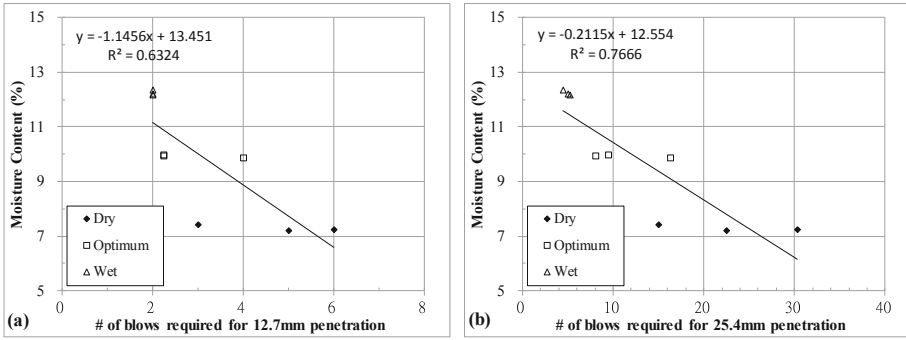 y = -1.1456x + 13.451
R² = 0.6324
15
13
11
9
7
5
Moisture Content (%)
Dry
Optimum
Wet
0
2
4
6
8
(a)
# of blows required for 12.7mm penetration
y = -0.2115x + 12.554
R² = 0.7666
15
13
11
9
7
5
Moisture Content (%)
Dry
Optimum
Wet
0
10
20
30
40
(b)
# of blows required for 25.4mm penetration